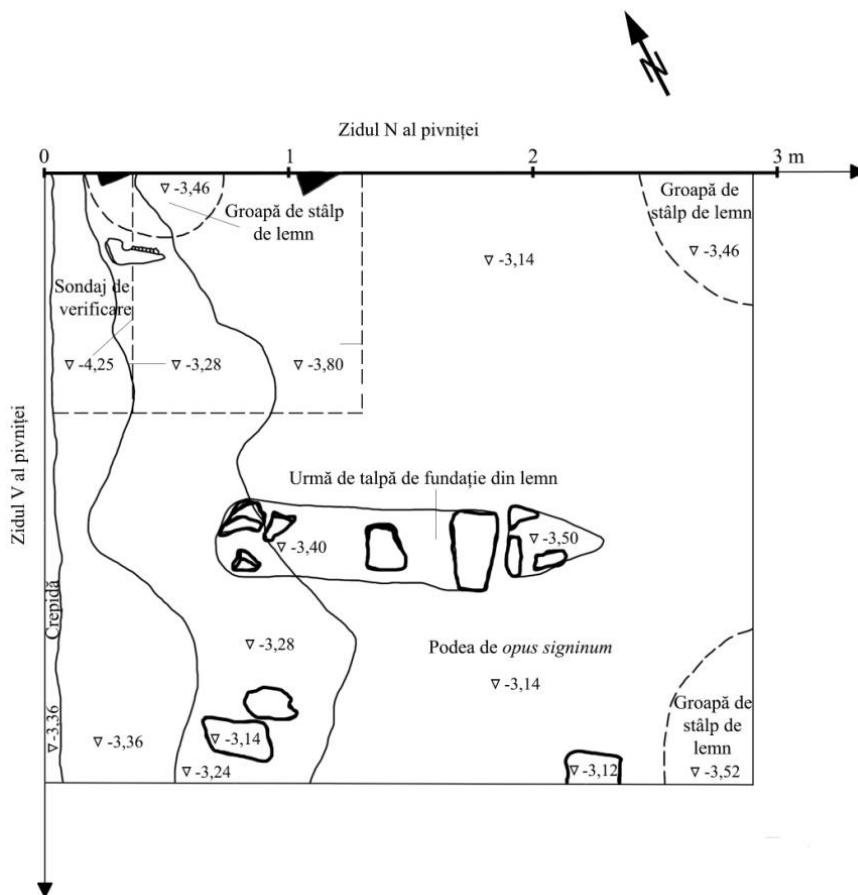 N
Zidul N al pivniței
0 1 2 3 m
∇ -3,46
Groapă de stâlp
de lemn
Groapă de
stâlp de lemn
∇ -3,46
∇ -3,14
Sondaj de
verificare
∇ -4,25
∇ -3,28
∇ -3,80
Zidul V al pivniței
Urmă de talpă de fundație din lemn
∇ -3,40
∇ -3,50
Crepidă
∇ -3,28
Podea de opus signinum
∇ -3,14
Groapă de
stâlp de
lemn
∇ -3,52
∇ -3,36
∇ -3,36
∇ -3,14
∇ -3,24
∇ -3,12